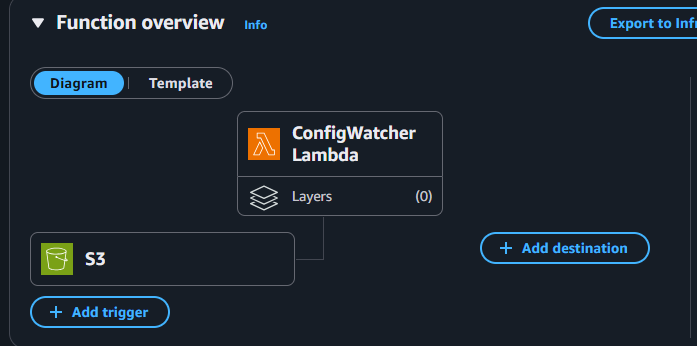 Function overview Info
Export to Infr
Diagram
Template
ConfigWatcher
Lambda
Layers (0)
S3
Add destination
Add trigger